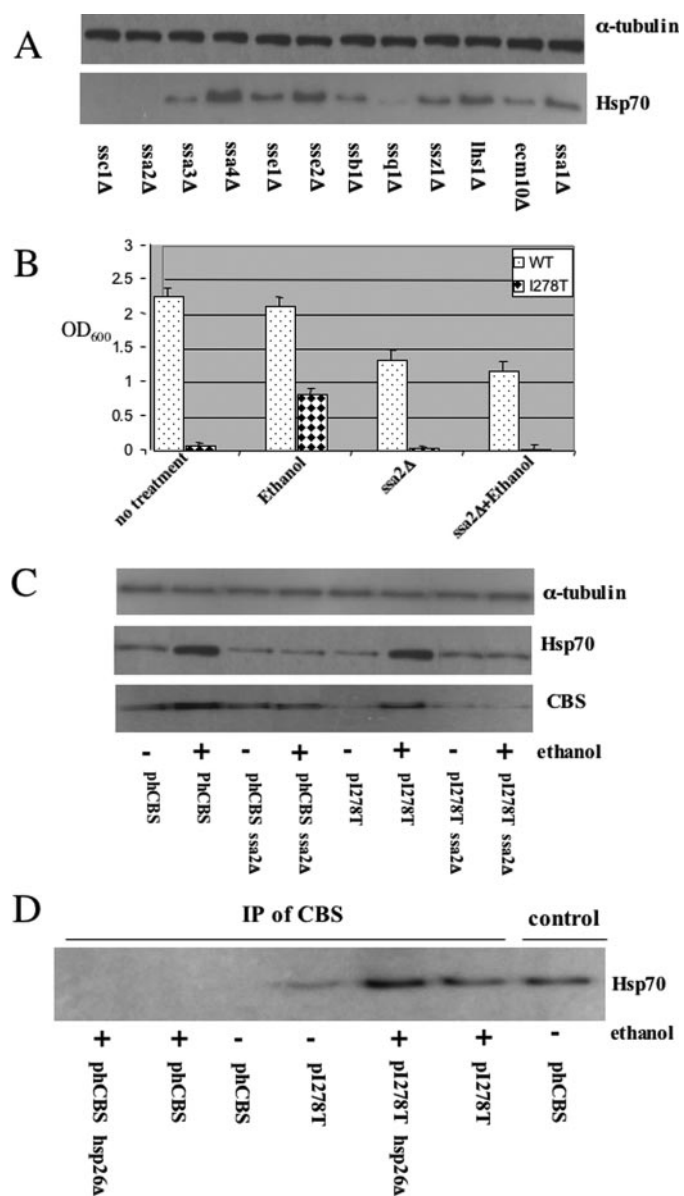 A
α-tubulin
Hsp70
ssc1Δ ssa2Δ ssa3Δ ssa4Δ sse1Δ sse2Δ ssb1Δ ssq1Δ ssz1Δ lhs1Δ ecm10Δ ssa1Δ
B
3
2.5
2
1.5
1
0.5
0
OD600
WT
I278T
no treatment
Ethanol
ssa2Δ
ssa2Δ+Ethanol
C
α-tubulin
Hsp70
CBS
- + - + - + - + ethanol
phCBS PhCBS phCBS ssa2Δ phCBS ssa2Δ pI278T pI278T pI278T ssa2Δ pI278T ssa2Δ
D
IP of CBS control
Hsp70
+ + - - + + - ethanol
phCBS hsp26Δ phCBS phCBS pI278T pI278T hsp26Δ pI278T phCBS